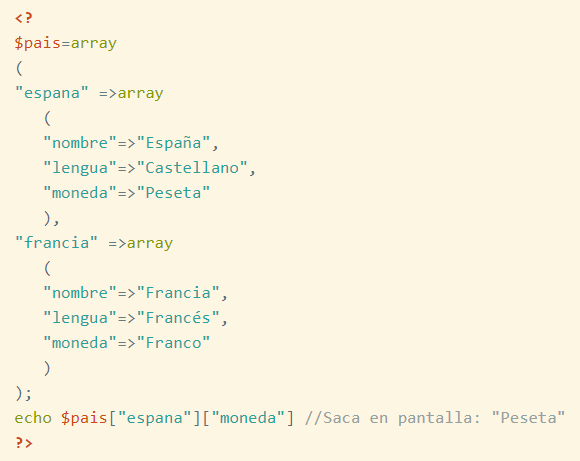 <?
$pais=array
(
"espana" =>array
   (
   "nombre"=>"España",
   "lengua"=>"Castellano",
   "moneda"=>"Peseta"
   ),
"francia" =>array
   (
   "nombre"=>"Francia",
   "lengua"=>"Francés",
   "moneda"=>"Franco"
   )
);
echo $pais["espana"]["moneda"] //Saca en pantalla: "Peseta"
?>